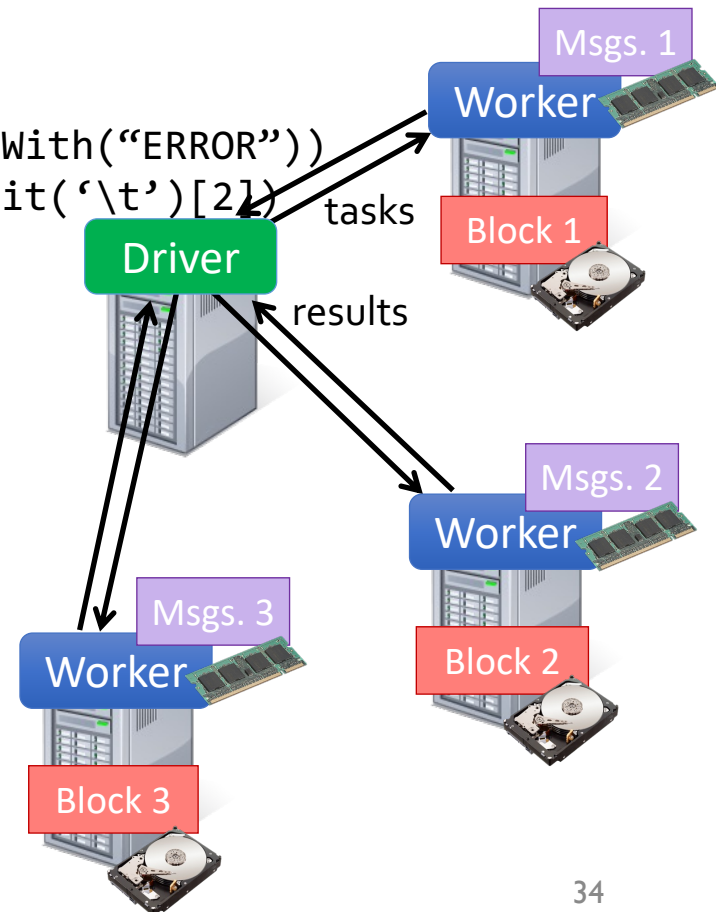 Msgs. 1
Worker
With(“ERROR”))
it(‘\t’)[2])
tasks
Block 1
Driver
results
Msgs. 2
Worker
Msgs. 3
Block 2
Worker
Block 3
34